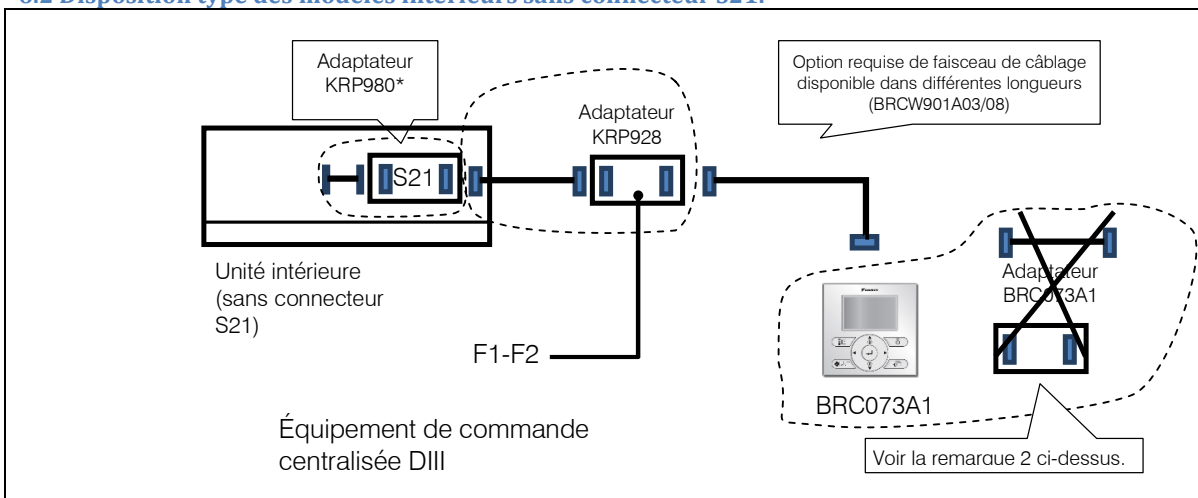 6.2 Disposition type des modèles intérieurs sans connecteur S21.
Adaptateur
KRP980*
Option requise de faisceau de câblage
disponible dans différentes longueurs
(BRCW901A03/08)
Adaptateur
KRP928
S21
Unité intérieure
(sans connecteur
S21)
Adaptateur
BRC073A1
DAIKIN
F1-F2
BRC073A1
Équipement de commande
centralisée DIII
Voir la remarque 2 ci-dessus.